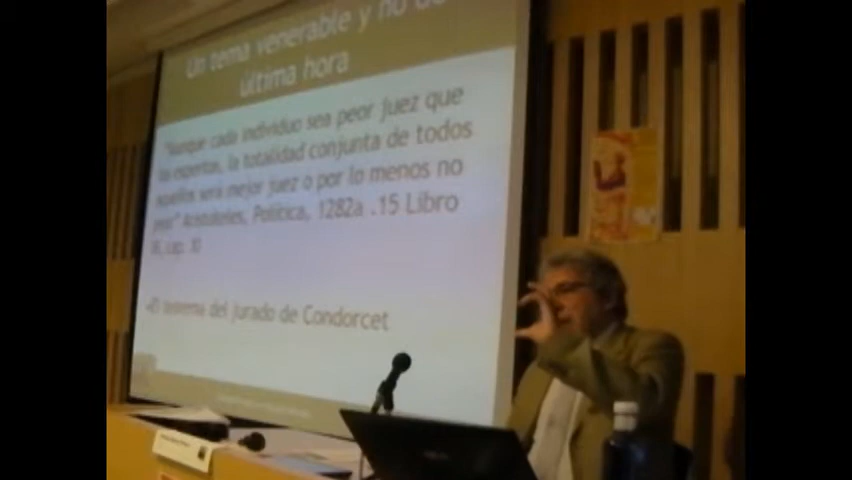 Un tema venerable y no de
última hora
"Aunque cada individuo sea peor juez que
los expertos, la totalidad conjunta de todos
aquellos será mejor juez o por lo menos no
peor" Aristóteles, Política, 1282a .15 Libro
III, cap. XI
-El teorema del jurado de Condorcet